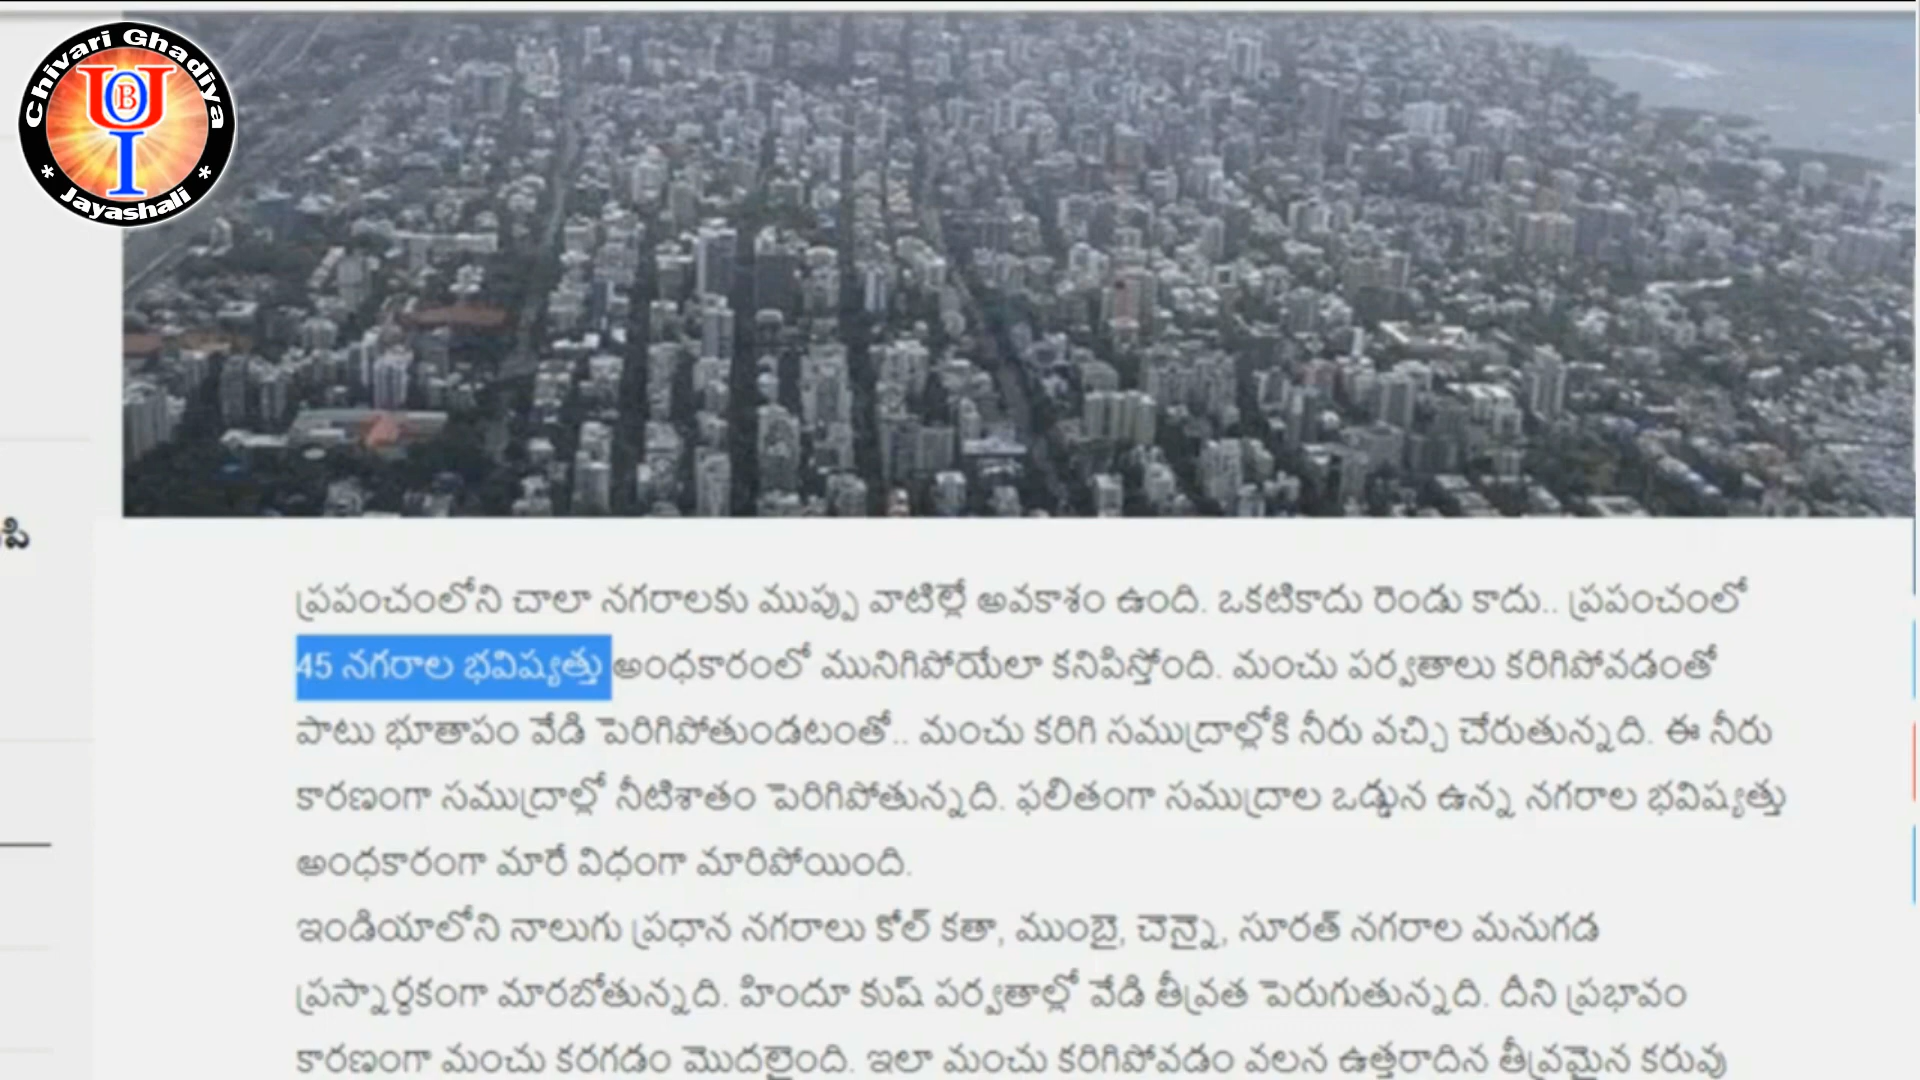 Chivari Ghadiya
UOBI
* Jayashali *
పి
ప్రపంచంలోని చాలా నగరాలకు ముప్పు వాటిల్లే అవకాశం ఉంది. ఒకటికాదు రెండు కాదు.. ప్రపంచంలో
45 నగరాల భవిష్యత్తు అంధకారంలో మునిగిపోయేలా కనిపిస్తోంది. మంచు పర్వతాలు కరిగిపోవడంతో
పాటు భూతాపం వేడి పెరిగిపోతుండటంతో.. మంచు కరిగి సముద్రాల్లోకి నీరు వచ్చి చేరుతున్నది. ఈ నీరు
కారణంగా సముద్రాల్లో నీటిశాతం పెరిగిపోతున్నది. ఫలితంగా సముద్రాల ఒడ్డున ఉన్న నగరాల భవిష్యత్తు
అంధకారంగా మారే విధంగా మారిపోయింది.
ఇండియాలోని నాలుగు ప్రధాన నగరాలు కోల్ కతా, ముంబై, చెన్నై, సూరత్ నగరాల మనుగడ
ప్రస్నార్ధకంగా మారబోతున్నది. హిందూ కుష్ పర్వతాల్లో వేడి తీవ్రత పెరుగుతున్నది. దీని ప్రభావం
కారణంగా మంచు కరగడం మొదలైంది. ఇలా మంచు కరిగిపోవడం వలన ఉత్తరాదిన తీవ్రమైన కరువు